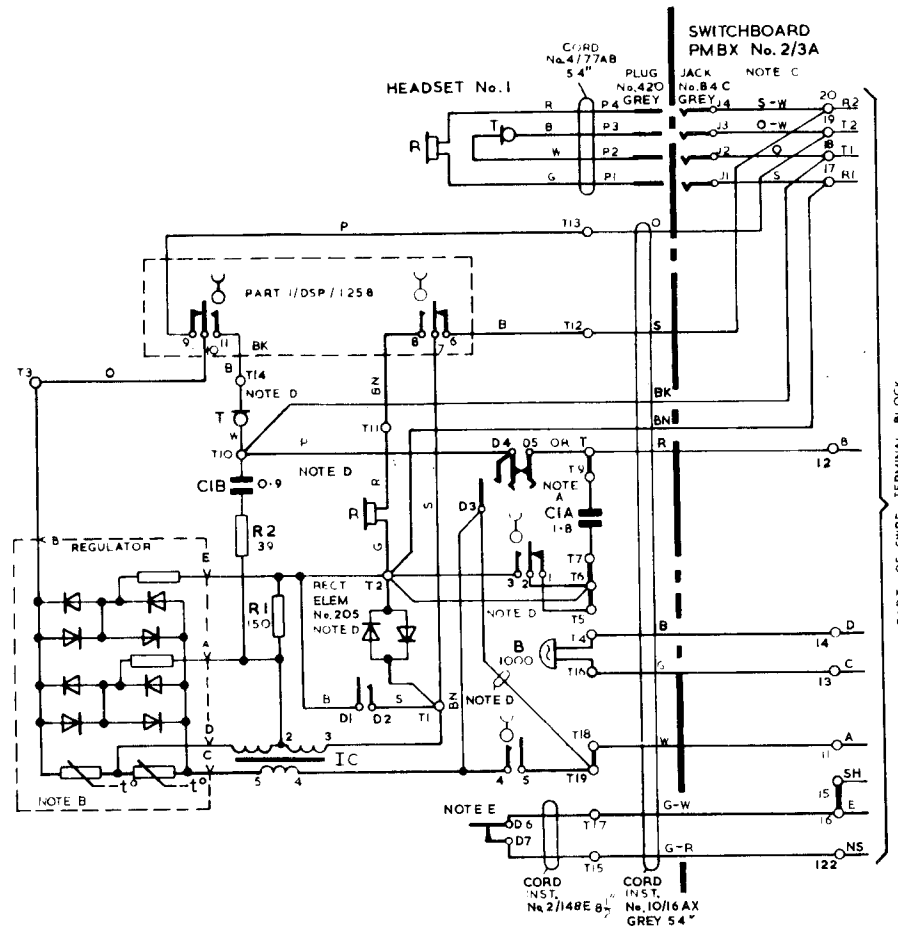 SWITCHBOARD
PMBX No. 2/3A
CORD
No.4/77AB
54"
PLUG
No.420
GREY
JACK
No.84C
GREY
NOTE C
HEADSET No.1
R P4 J4 S-W 20 R2
T B P3 J3 O-W 19 T2
R W P2 J2 O 18 T1
G P1 J1 S 17 R1
P T13 O
PART 1/DSP/1258
9 10 11 BK
8 7 6 B T12 S
T3 O
B T14
NOTE D
BN
BK
BN
T
W
T11
T10 P
NOTE D
D4 D5 OR T R B
12
C1B 0·9
R
R
S
T9
NOTE
A
C1A
1·8
D3
R2
39
G
B REGULATOR
E
T7
T2
3 2 1 T6
R1
150
RECT
ELEM
No.205
NOTE D
NOTE D T5
T4 B D
14
A
B
1000
T16 G C
13
NOTE D
B D1 D2 S T1 BN
D
2 3
T18 W A
11
C
IC
5 4
4 5 T19
t° t°
NOTE B
SH
15
NOTE E
D6
G-W E
T17 16
D7
G-R NS
T15 122
CORD
INST.
No.2/148E 8½"
CORD
INST.
No.10/16AX
GREY 54"